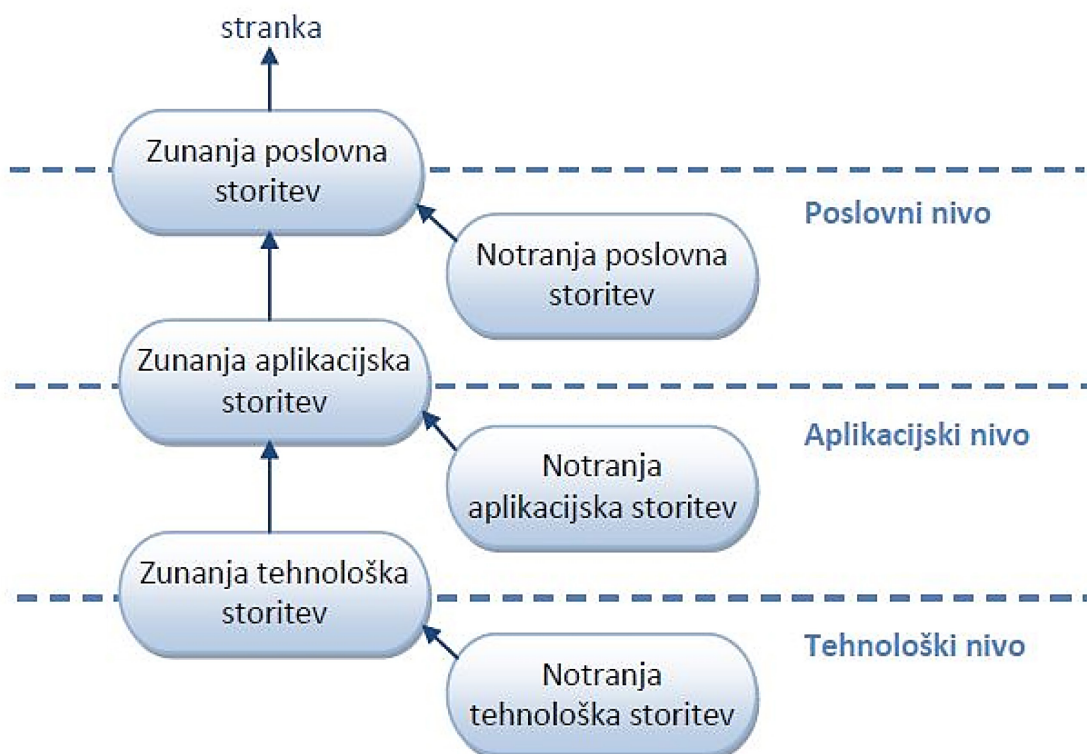 stranka
Zunanja poslovna
storitev
Poslovni nivo
Notranja poslovna
storitev
Zunanja aplikacijska
storitev
Aplikacijski nivo
Notranja
aplikacijska storitev
Zunanja tehnološka
storitev
Tehnološki nivo
Notranja
tehnološka storitev